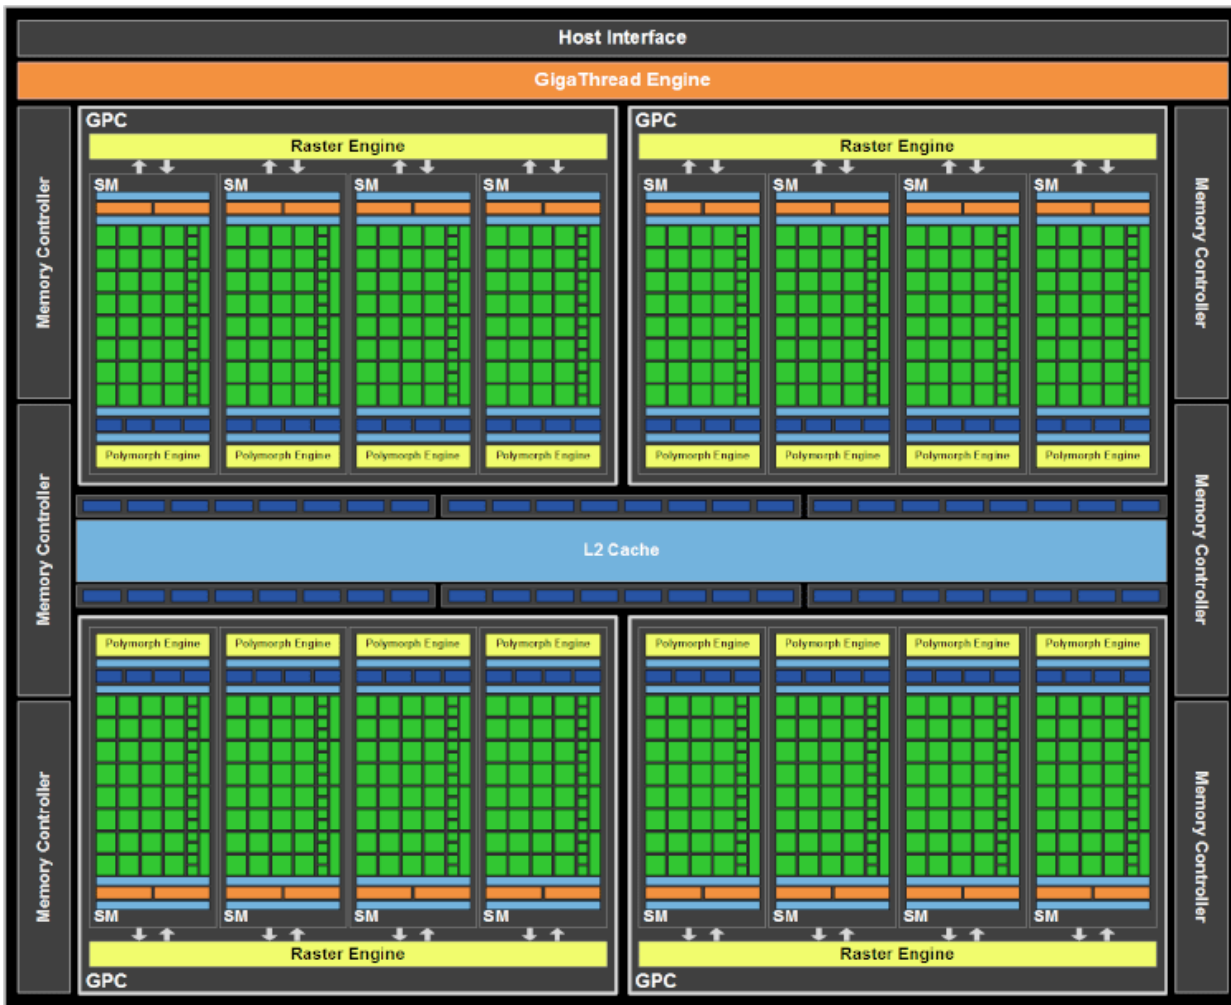 Host Interface
GigaThread Engine
GPC
Raster Engine
SM SM SM SM
Polymorph Engine Polymorph Engine Polymorph Engine Polymorph Engine
GPC
Raster Engine
SM SM SM SM
Polymorph Engine Polymorph Engine Polymorph Engine Polymorph Engine
Memory Controller
Memory Controller
Memory Controller
Memory Controller
Memory Controller
Memory Controller
L2 Cache
Polymorph Engine Polymorph Engine Polymorph Engine Polymorph Engine
SM SM SM SM
Raster Engine
GPC
Polymorph Engine Polymorph Engine Polymorph Engine Polymorph Engine
SM SM SM SM
Raster Engine
GPC